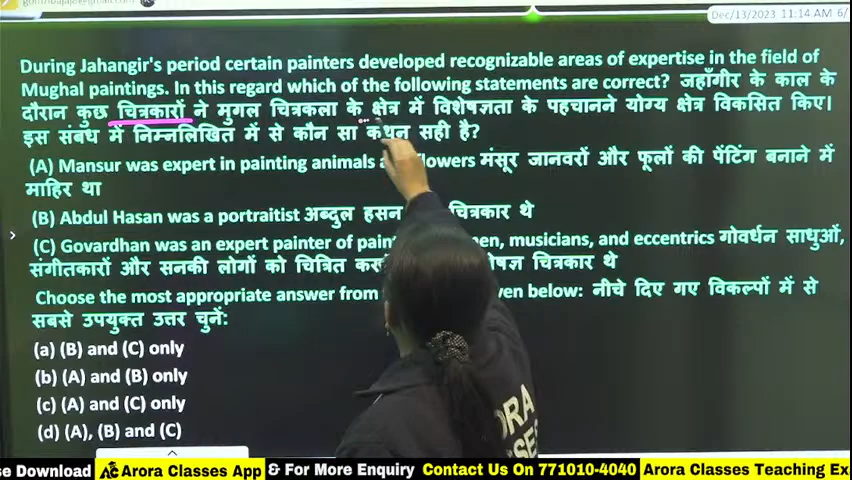 Dec/13/2023 11:14 AM 6/
During Jahangir's period certain painters developed recognizable areas of expertise in the field of
Mughal paintings. In this regard which of the following statements are correct? जहाँगीर के काल के
दौरान कुछ चित्रकारों ने मुगल चित्रकला के क्षेत्र में विशेषज्ञता के पहचानने योग्य क्षेत्र विकसित किए।
इस संबंध में निम्नलिखित में से कौन सा कथन सही है?
(A) Mansur was expert in painting animals मंसूर जानवरों और फूलों की पेंटिंग बनाने में
माहिर था
(B) Abdul Hasan was a portraitist अब्दुल हसन चित्रकार थे
(C) Govardhan was an expert painter of musicians, and eccentrics गोवर्धन साधुओं,
संगीतकारों और सनकी लोगों को चित्रित चित्रकार थे
Choose the most appropriate answer from below: नीचे दिए गए विकल्पों में से
सबसे उपयुक्त उत्तर चुनें:
(a) (B) and (C) only
(b) (A) and (B) only
(c) (A) and (C) only
(d) (A), (B) and (C)
se Download Arora Classes App & For More Enquiry Contact Us On 771010-4040 Arora Classes Teaching Ex